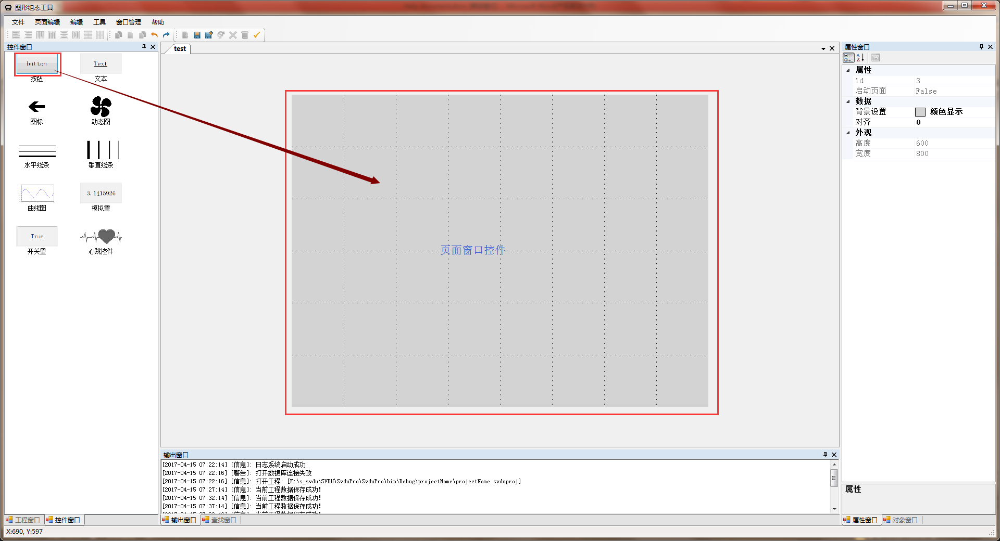 图形组态工具
文件 页面编辑 编辑 工具 窗口管理 帮助
控件窗口
button
按钮
Text
文本
图标
动态图
水平线条
垂直线条
曲线图
3.1415926
模拟量
True
开关量
心跳控件
工程窗口 控件窗口
test
页面窗口控件
输出窗口
[2017-04-15 07:22:14] [信息]: 日志系统启动成功
[2017-04-15 07:22:16] [警告]: 打开数据库连接失败
[2017-04-15 07:22:16] [信息]: 打开工程: [F:\s_svdu\SVDU\SvduPro\SvduPro\bin\Debug\projectName\projectName.svduproj]
[2017-04-15 07:27:14] [信息]: 当前工程数据保存成功!
[2017-04-15 07:32:14] [信息]: 当前工程数据保存成功!
[2017-04-15 07:37:14] [信息]: 当前工程数据保存成功!
输出窗口 查找窗口
属性窗口
属性
id 3
启动页面 False
数据
背景设置 颜色显示
对齐 0
外观
高度 600
宽度 800
属性
属性窗口 对象窗口
X:690, Y:597